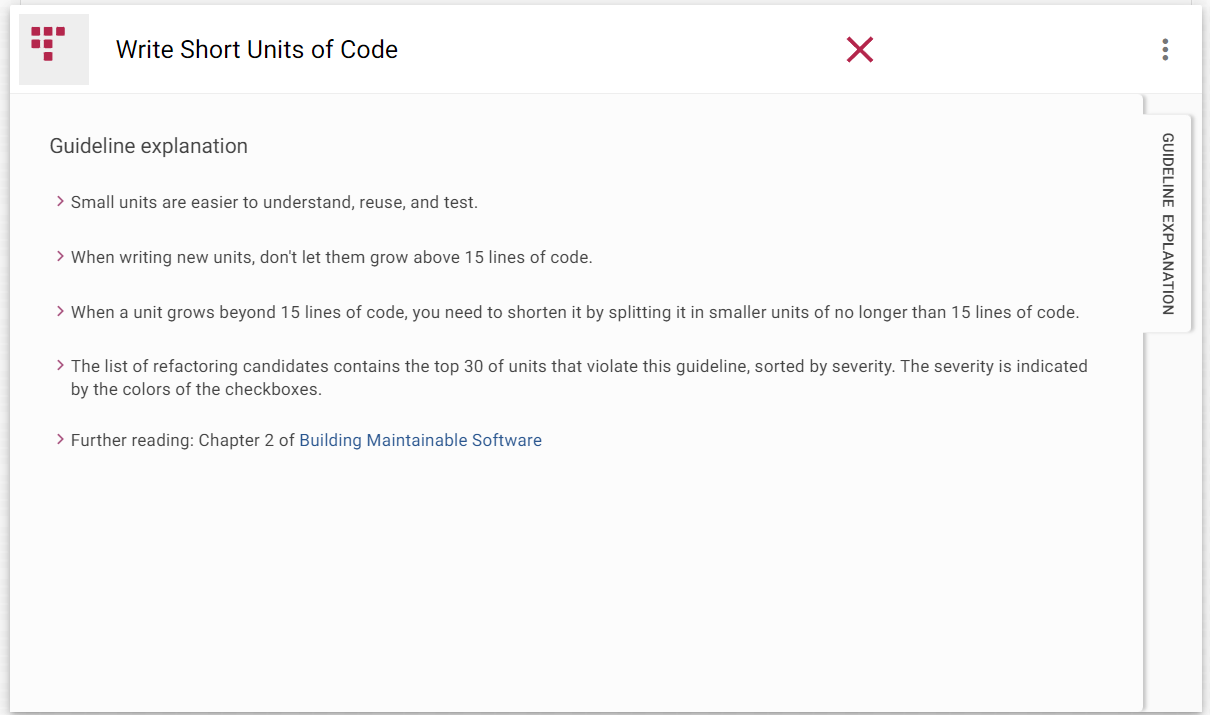 Write Short Units of Code
Guideline explanation
Small units are easier to understand, reuse, and test.
When writing new units, don't let them grow above 15 lines of code.
When a unit grows beyond 15 lines of code, you need to shorten it by splitting it in smaller units of no longer than 15 lines of code.
The list of refactoring candidates contains the top 30 of units that violate this guideline, sorted by severity. The severity is indicated
by the colors of the checkboxes.
Further reading: Chapter 2 of Building Maintainable Software
GUIDELINE EXPLANATION